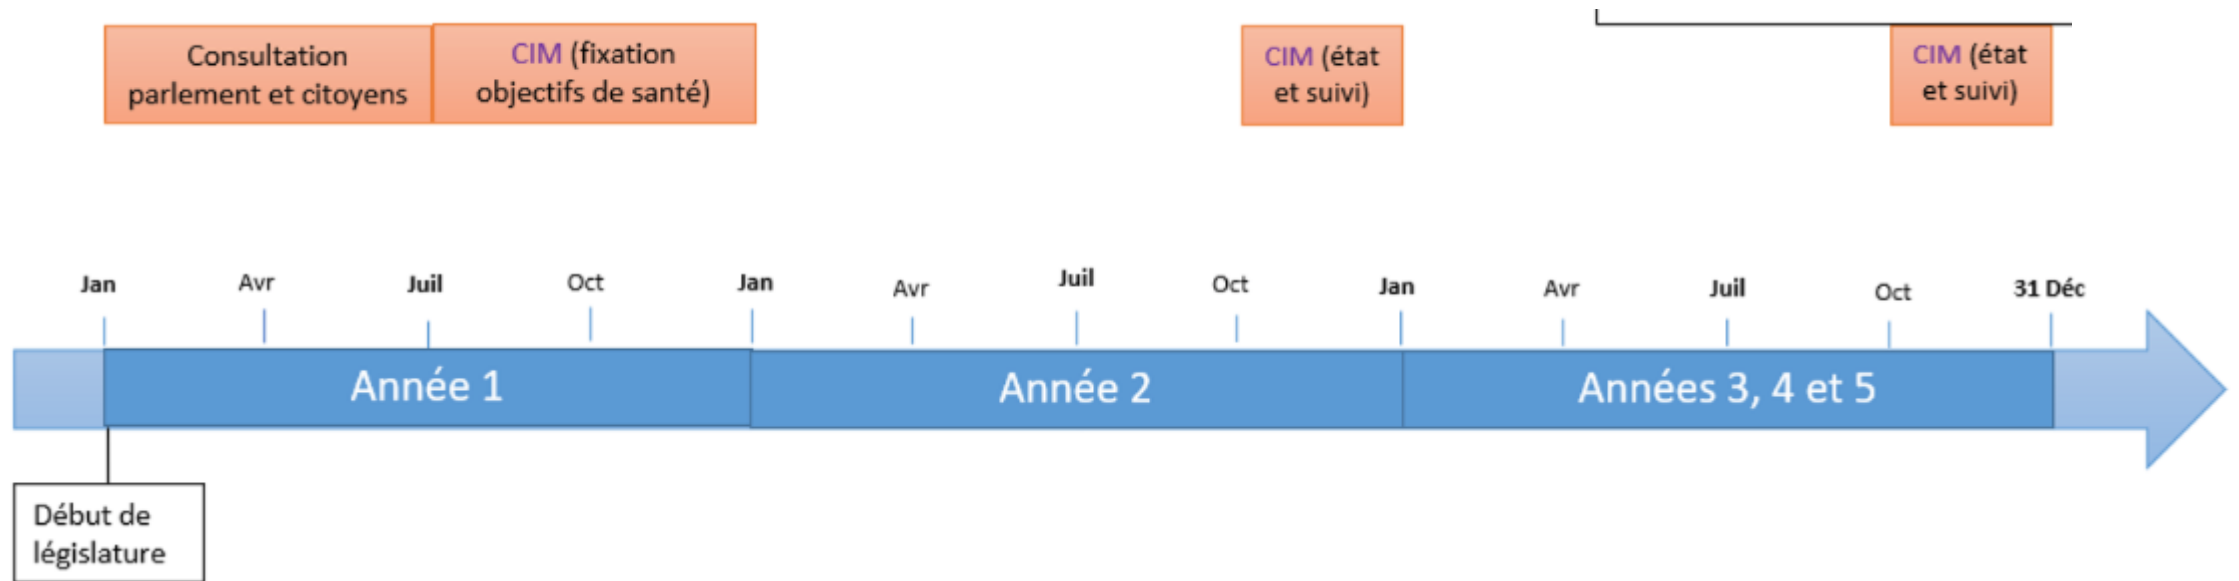 Consultation
parlement et citoyens
CIM (fixation
objectifs de santé)
CIM (état
et suivi)
CIM (état
et suivi)
Jan
Avr
Juil
Oct
Jan
Avr
Juil
Oct
Jan
Avr
Juil
Oct
31 Déc
Année 1
Année 2
Années 3, 4 et 5
Début de
législature